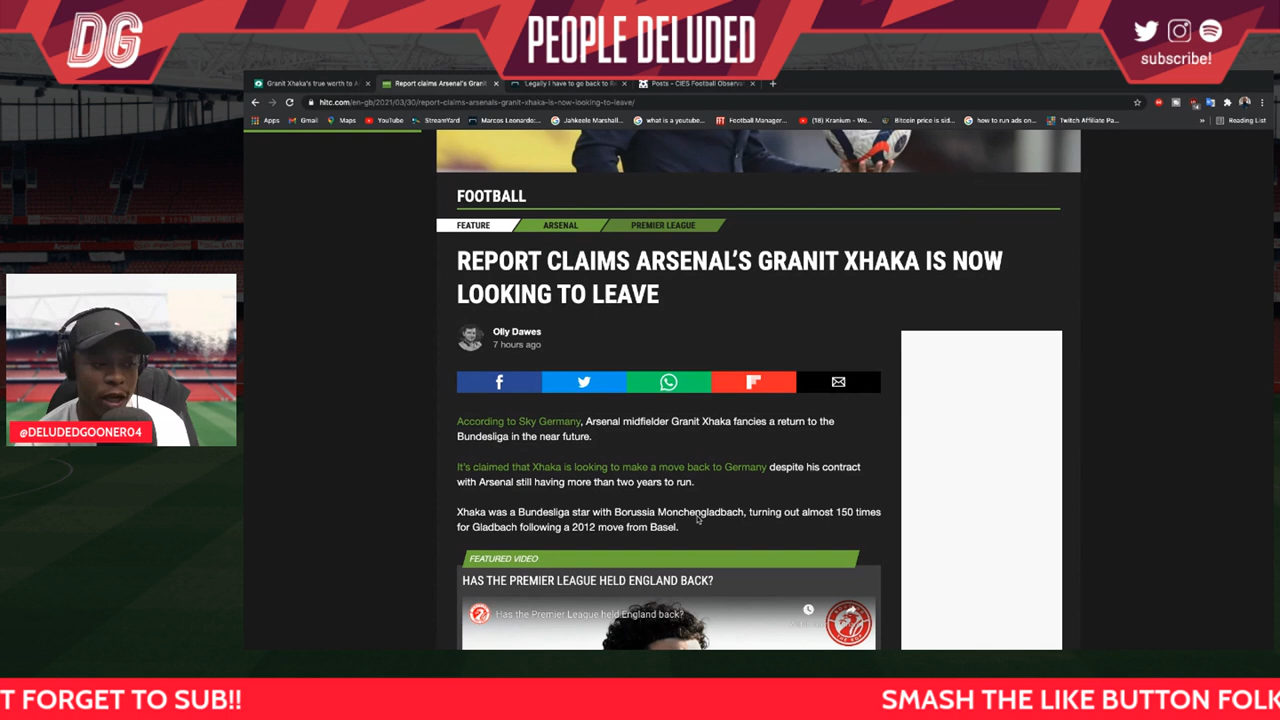 DG
PEOPLE DELUDED
subscribe!
Granit Xhaka's true worth to A
Report claims Arsenal's Granit
'Legally I have to go back to R
Posts - CIES Football Observa
hitc.com/en-gb/2021/03/30/report-claims-arsenals-granit-xhaka-is-now-looking-to-leave/
Apps
Gmail
Maps
YouTube
StreamYard
Marcos Leonardo:...
Jahkeele Marshall...
what is a youtube...
Football Manager...
(18) Kranium - We...
Bitcoin price is sid...
how to run ads on...
Twitch Affiliate Pa...
Reading List
FOOTBALL
FEATURE
ARSENAL
PREMIER LEAGUE
REPORT CLAIMS ARSENAL'S GRANIT XHAKA IS NOW
LOOKING TO LEAVE
Olly Dawes
7 hours ago
According to Sky Germany, Arsenal midfielder Granit Xhaka fancies a return to the
Bundesliga in the near future.
It's claimed that Xhaka is looking to make a move back to Germany despite his contract
with Arsenal still having more than two years to run.
Xhaka was a Bundesliga star with Borussia Monchengladbach, turning out almost 150 times
for Gladbach following a 2012 move from Basel.
FEATURED VIDEO
HAS THE PREMIER LEAGUE HELD ENGLAND BACK?
Has the Premier League held England back?
@DELUDEDGOONER04
T FORGET TO SUB!!
SMASH THE LIKE BUTTON FOLK